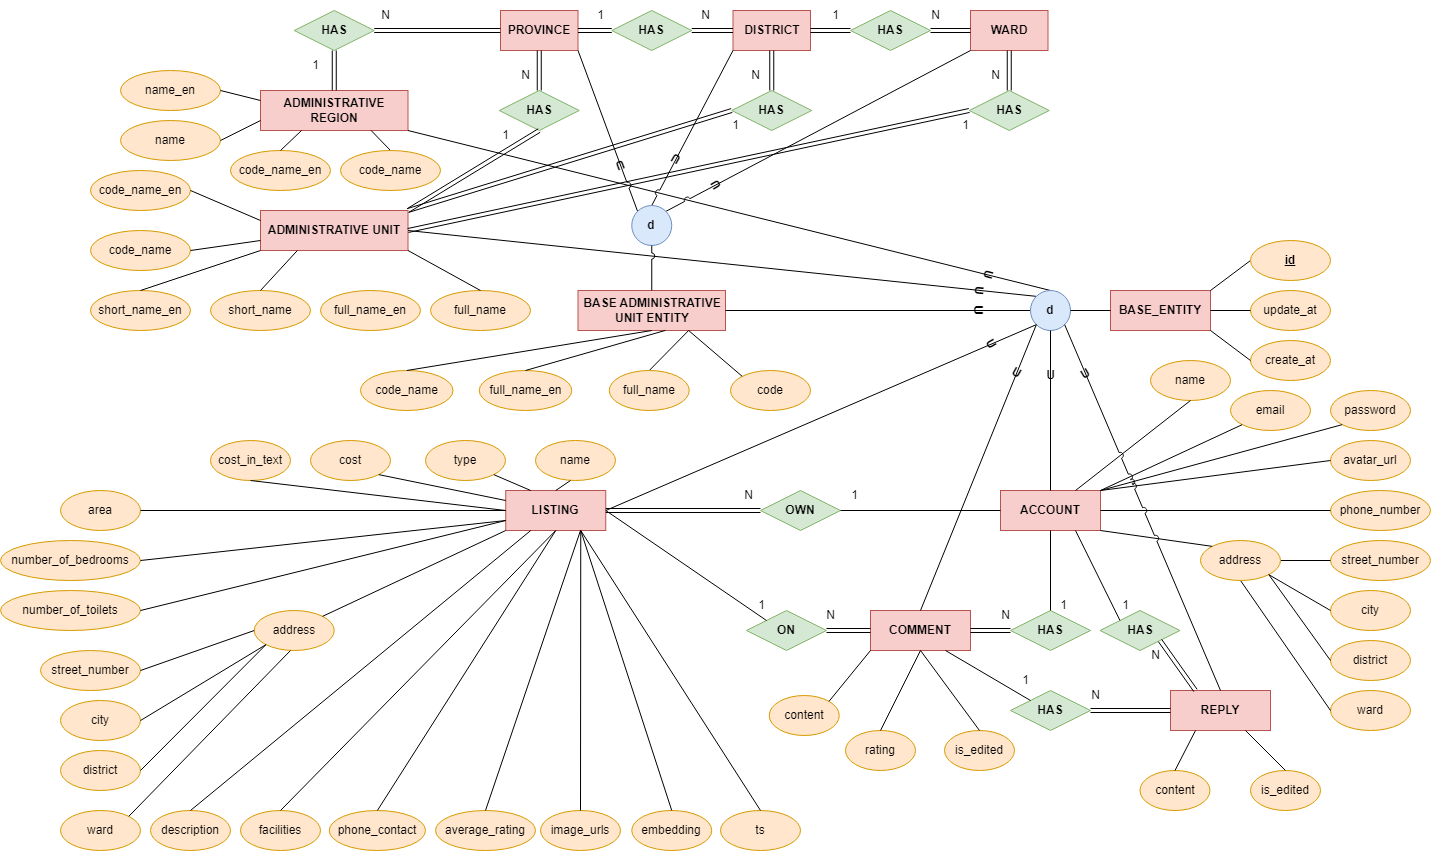 N
1
N
1
N
HAS
PROVINCE
HAS
DISTRICT
HAS
WARD
1
N
N
N
name_en
ADMINISTRATIVE
REGION
HAS
HAS
HAS
name
1
1
1
code_name_en
code_name
code_name_en
ADMINISTRATIVE UNIT
d
code_name
id
short_name_en
short_name
full_name_en
full_name
BASE ADMINISTRATIVE
UNIT ENTITY
d
BASE_ENTITY
update_at
create_at
code_name
full_name_en
full_name
code
name
email
password
cost_in_text
cost
type
name
avatar_url
N
1
area
LISTING
OWN
ACCOUNT
phone_number
number_of_bedrooms
address
street_number
number_of_toilets
1
N
N
1
1
city
address
ON
COMMENT
HAS
HAS
N
street_number
district
1
N
content
HAS
REPLY
ward
city
rating
is_edited
district
content
is_edited
ward
description
facilities
phone_contact
average_rating
image_urls
embedding
ts